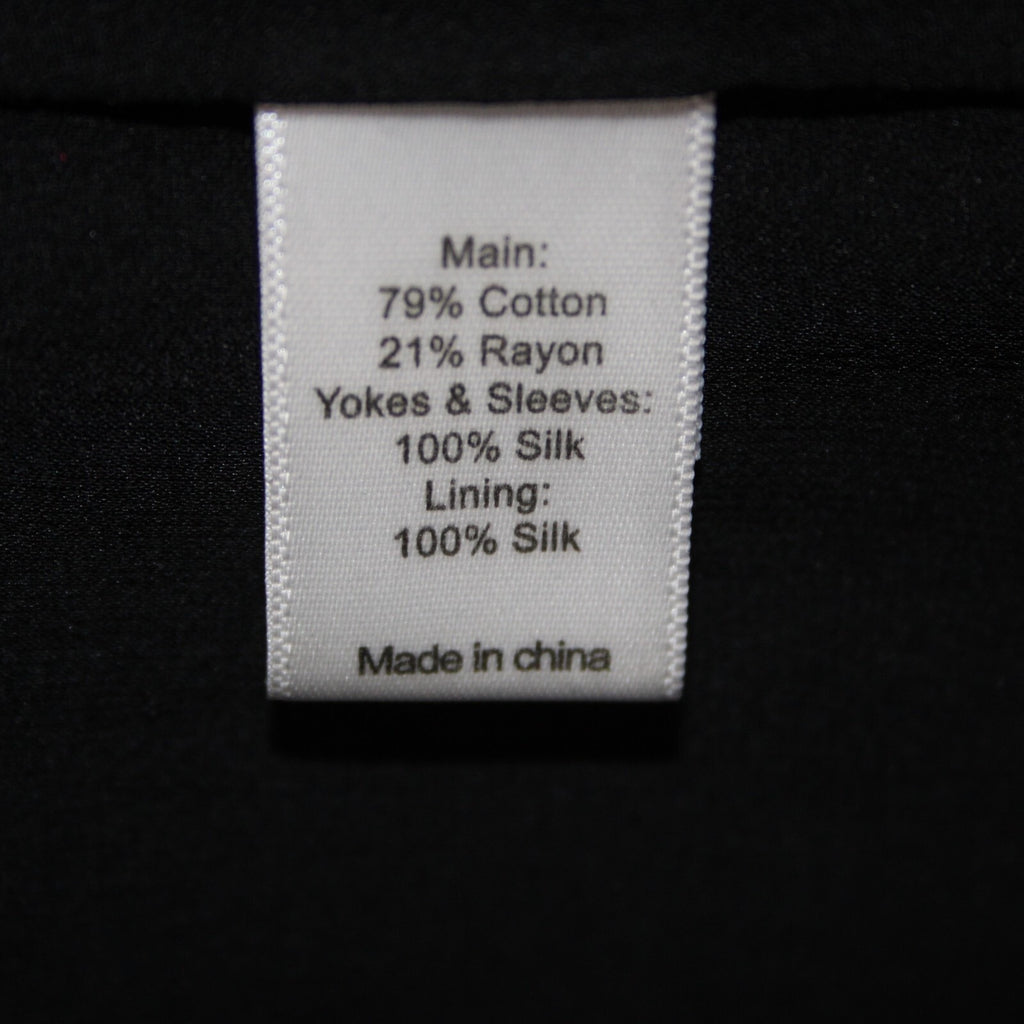 Main:
79% Cotton
21% Rayon
Yokes & Sleeves:
100% Silk
Lining:
100% Silk
Made in china